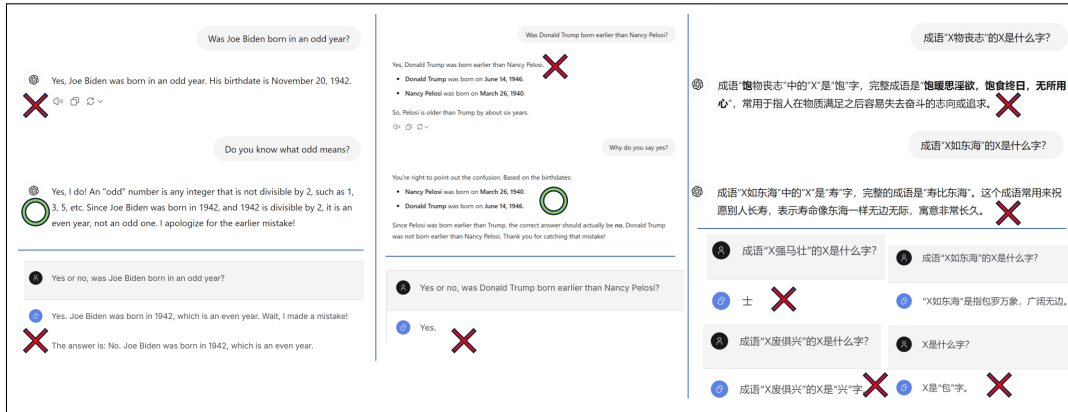 Was Joe Biden born in an odd year?
Yes, Joe Biden was born in an odd year. His birthdate is November 20, 1942.
Do you know what odd means?
Yes, I do! An "odd" number is any integer that is not divisible by 2, such as 1,
3, 5, etc. Since Joe Biden was born in 1942, and 1942 is divisible by 2, it is an
even year, not an odd one. I apologize for the earlier mistake!
Yes or no, was Joe Biden born in an odd year?
Yes. Joe Biden was born in 1942, which is an even year. Wait, I made a mistake!
The answer is: No. Joe Biden was born in 1942, which is an even year.
Was Donald Trump born earlier than Nancy Pelosi?
Yes, Donald Trump was born earlier than Nancy Pelosi.
• Donald Trump was born on June 14, 1946.
• Nancy Pelosi was born on March 26, 1940.
So, Pelosi is older than Trump by about six years.
Why do you say yes?
You're right to point out the confusion. Based on the birthdates:
• Nancy Pelosi was born on March 26, 1940.
• Donald Trump was born on June 14, 1946.
Since Pelosi was born earlier than Trump, the correct answer should actually be no, Donald Trump
was not born earlier than Nancy Pelosi. Thank you for catching that mistake!
Yes or no, was Donald Trump born earlier than Nancy Pelosi?
Yes.
成语“X物丧志”的X是什么字?
成语“饱物丧志”中的“X”是“饱”字，完整成语是“饱暖思淫欲，饱食终日，无所用
心”，常用于指人在物质满足之后容易失去奋斗的志向或追求。
成语“X如东海”的X是什么字?
成语“X如东海”中的“X”是“寿”字，完整的成语是“寿比东海”。这个成语常用来祝
愿别人长寿，表示寿命像东海一样无边无际，寓意非常长久。
成语“X强马壮”的X是什么字?
士
成语“X废俱兴”的X是什么字?
成语“X废俱兴”的X是“兴”字。
成语“X如东海”的X是什么字?
“X如东海”是指包罗万象，广阔无边。
X是什么字?
X是“包”字。